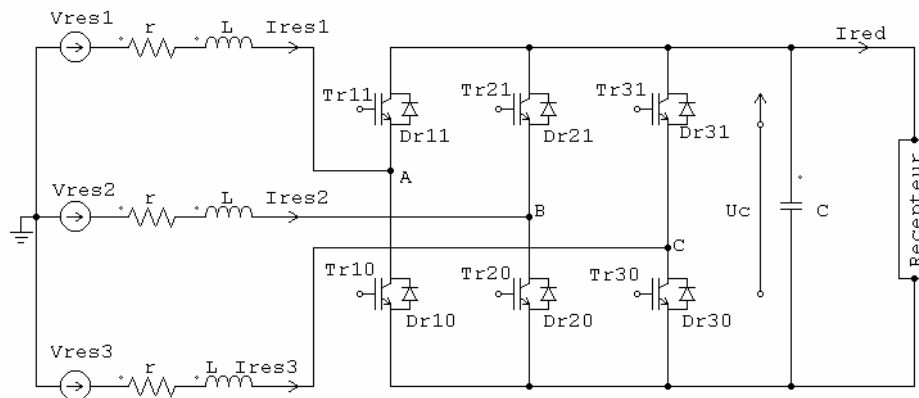 Vres1
r
L
Ires1
Ired
Tr11
Tr21
Tr31
Dr11
Dr21
Dr31
A
Vres2
r
L
Ires2
B
Uc
C
Recepteur
C
Tr10
Tr20
Tr30
Dr10
Dr20
Dr30
Vres3
r
L
Ires3